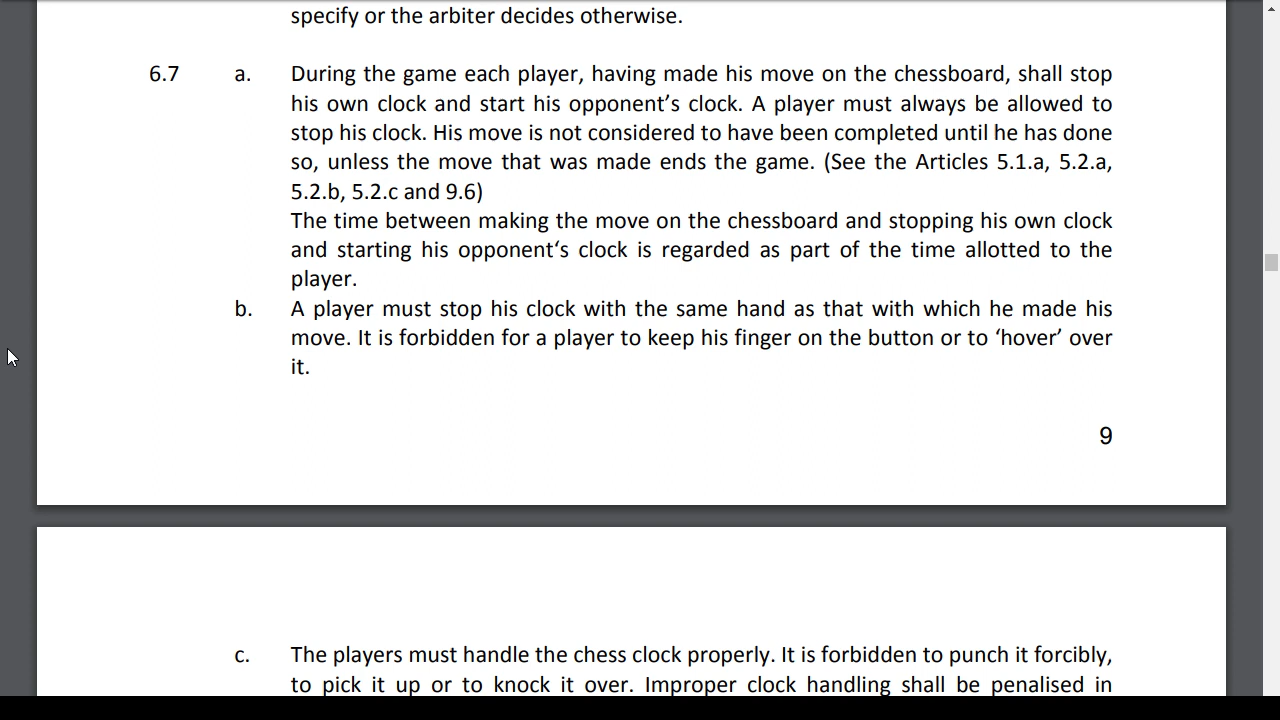 specify or the arbiter decides otherwise.
6.7 a. During the game each player, having made his move on the chessboard, shall stop
his own clock and start his opponent’s clock. A player must always be allowed to
stop his clock. His move is not considered to have been completed until he has done
so, unless the move that was made ends the game. (See the Articles 5.1.a, 5.2.a,
5.2.b, 5.2.c and 9.6)
The time between making the move on the chessboard and stopping his own clock
and starting his opponent‘s clock is regarded as part of the time allotted to the
player.
b. A player must stop his clock with the same hand as that with which he made his
move. It is forbidden for a player to keep his finger on the button or to ‘hover’ over
it.
9
c. The players must handle the chess clock properly. It is forbidden to punch it forcibly,
to pick it up or to knock it over. Improper clock handling shall be penalised in